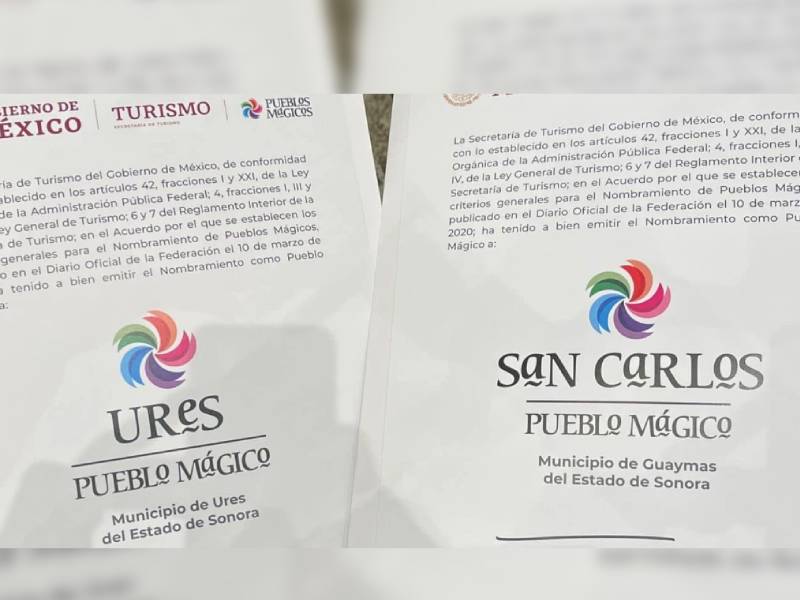 BIERNO DE
ÉXICO
TURISMO
SECRETARÍA DE TURISMO
PUEBLOS
MÁGICOS
ría de Turismo del Gobierno de México, de conformidad
ablecido en los artículos 42, fracciones I y XXI, de la Ley
de la Administración Pública Federal; 4, fracciones I, III y
ey General de Turismo; 6 y 7 del Reglamento Interior de la
a de Turismo; en el Acuerdo por el que se establecen los
generales para el Nombramiento de Pueblos Mágicos,
o en el Diario Oficial de la Federación el 10 de marzo de
a tenido a bien emitir el Nombramiento como Pueblo
a:
URes
PUEBLO MáGICO
Municipio de Ures
del Estado de Sonora
La Secretaría de Turismo del Gobierno de México, de conform
con lo establecido en los artículos 42, fracciones I y XXI, de la
Orgánica de la Administración Pública Federal; 4, fracciones I,
IV, de la Ley General de Turismo; 6 y 7 del Reglamento Interior
Secretaría de Turismo; en el Acuerdo por el que se establecen
criterios generales para el Nombramiento de Pueblos Mág
publicado en el Diario Oficial de la Federación el 10 de marz
2020; ha tenido a bien emitir el Nombramiento como Pu
Mágico a:
SaN CaRLOS
PUEBLO MáGICO
Municipio de Guaymas
del Estado de Sonora